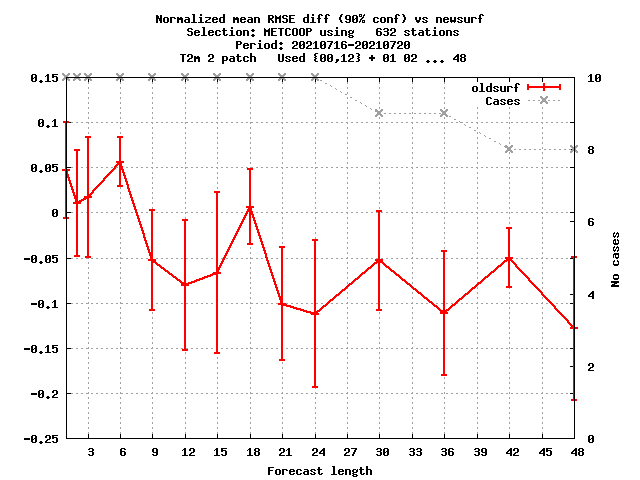 Normalized mean RMSE diff (90% conf) vs newsurf
Selection: METCOOP using   632 stations
Period: 20210716-20210720
T2m 2 patch   Used {00,12} + 01 02 ... 48
oldsurf
Cases
0.15
0.1
0.05
0
-0.05
-0.1
-0.15
-0.2
-0.25
10
8
6
4
2
0
No cases
3 6 9 12 15 18 21 24 27 30 33 36 39 42 45 48
Forecast length